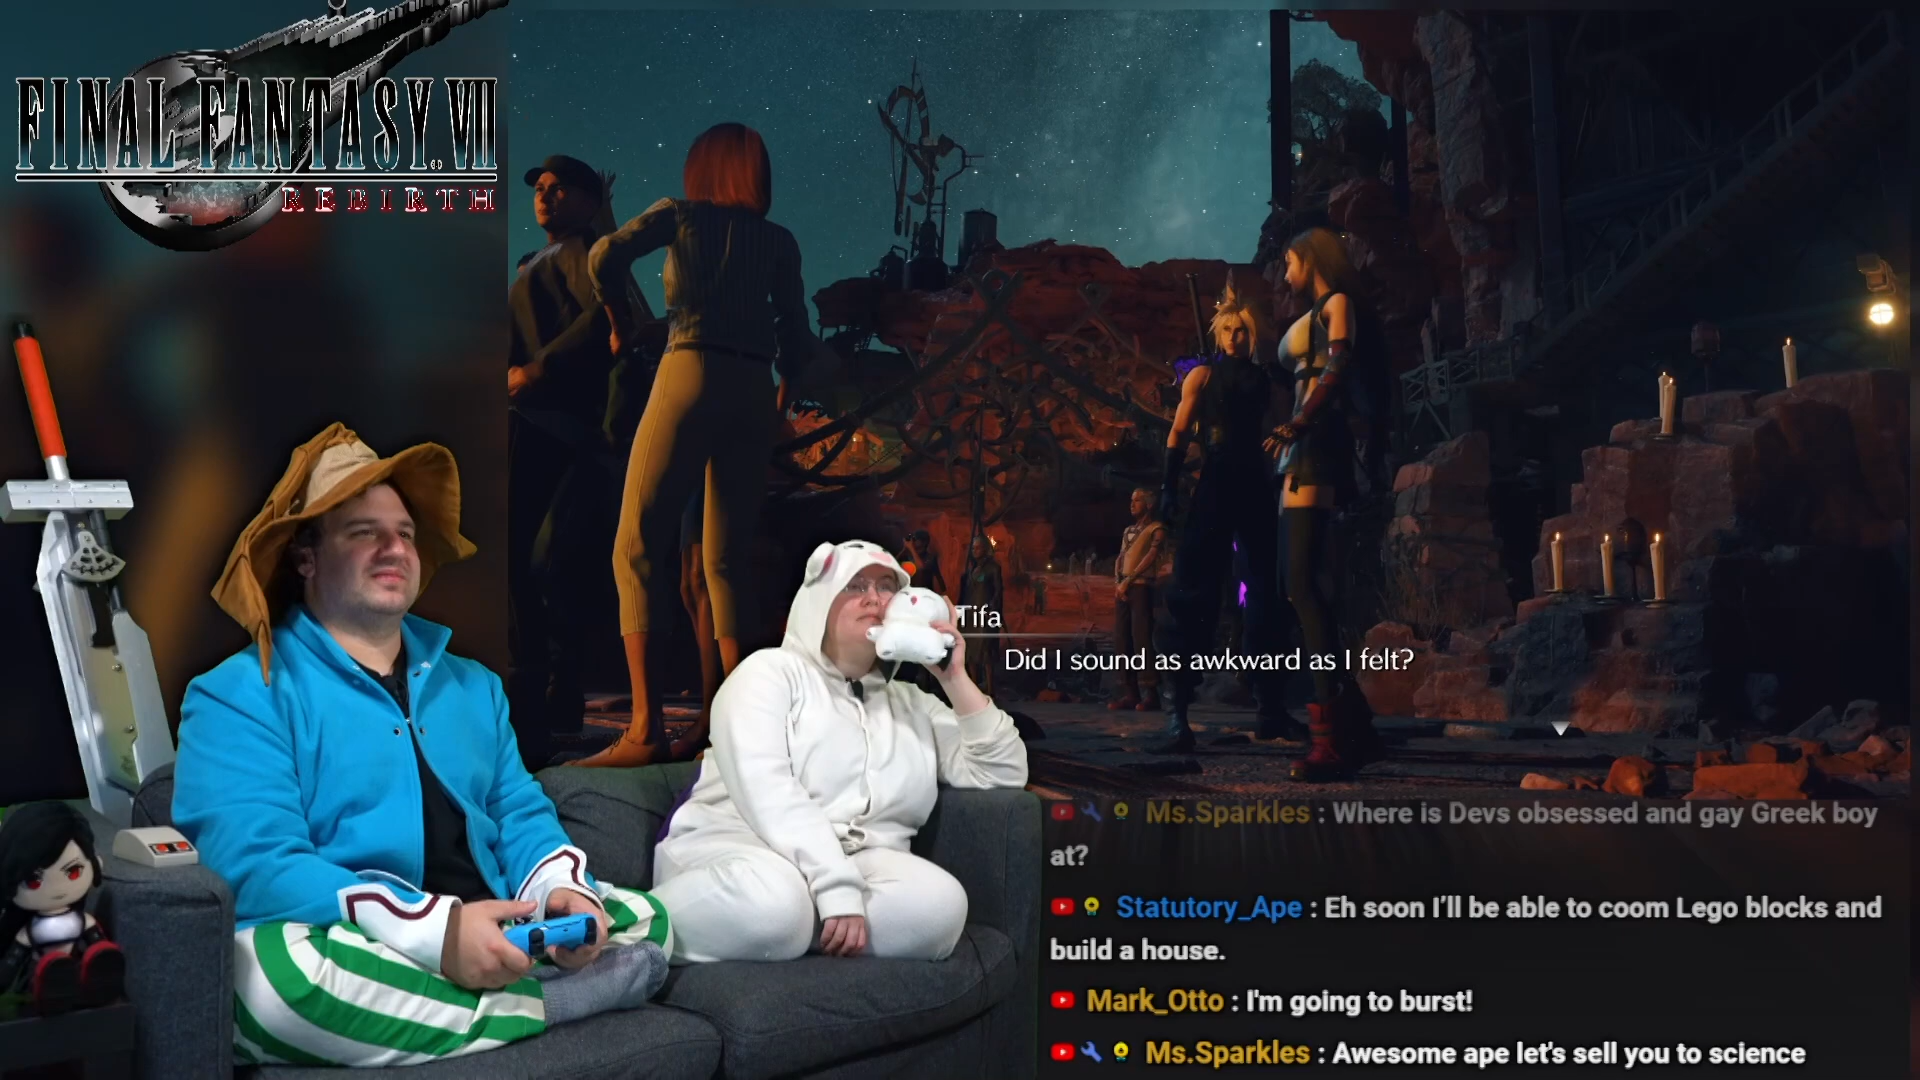 FINAL FANTASY VII
REBIRTH
Tifa
Did I sound as awkward as I felt?
Ms.Sparkles : Where is Devs obsessed and gay Greek boy
at?
Statutory_Ape : Eh soon I’ll be able to coom Lego blocks and
build a house.
Mark_Otto : I'm going to burst!
Ms.Sparkles : Awesome ape let's sell you to science